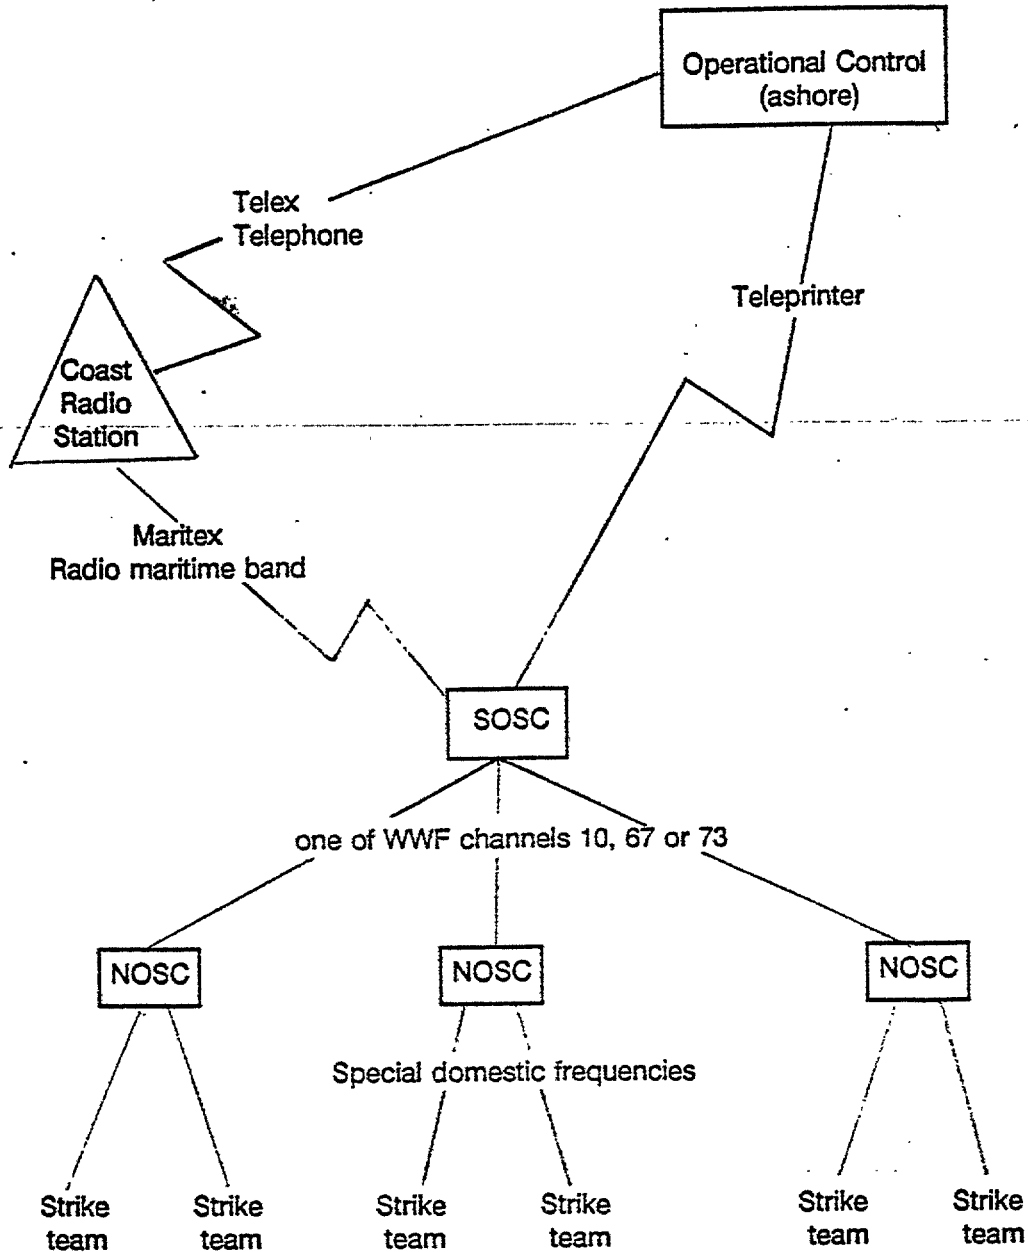 Operational Control
(ashore)
Telex
Telephone
Teleprinter
Coast
Radio
Station
Maritex
Radio maritime band
SOSC
one of WWF channels 10, 67 or 73
NOSC
NOSC
NOSC
Special domestic frequencies
Strike
team
Strike
team
Strike
team
Strike
team
Strike
team
Strike
team